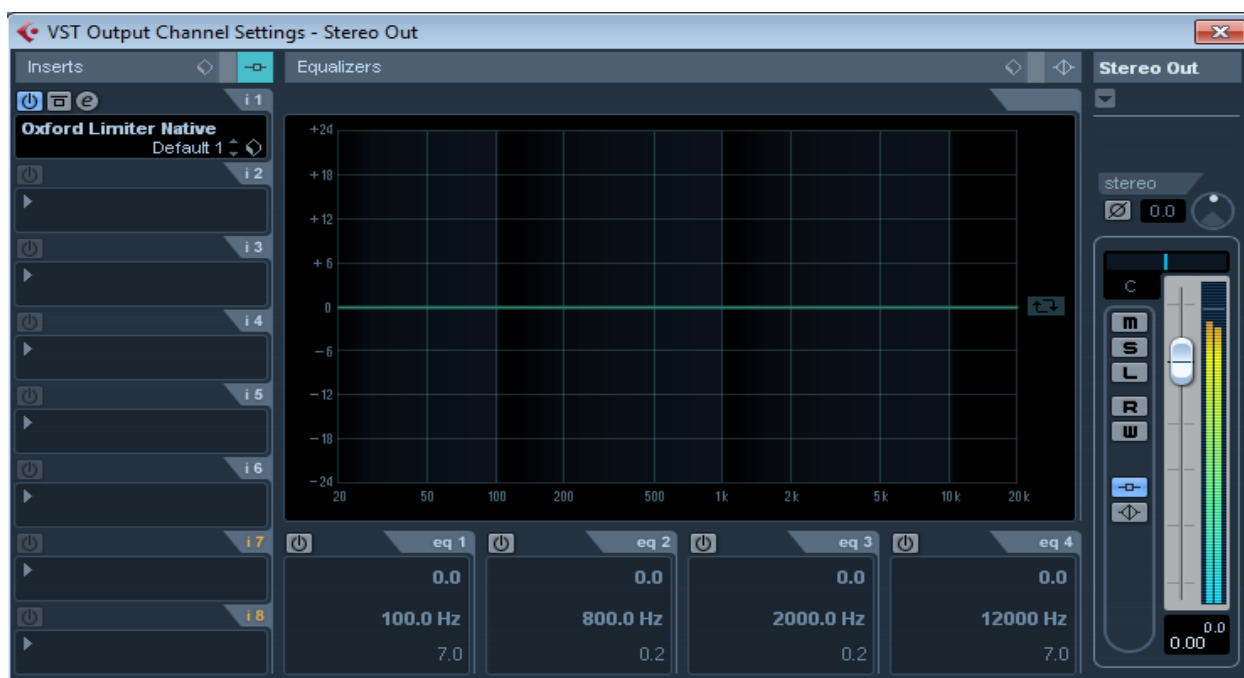 VST Output Channel Settings - Stereo Out
Inserts
Equalizers
Stereo Out
e
i 1
Oxford Limiter Native
Default 1
i 2
i 3
i 4
i 5
i 6
i 7
i 8
+24
+18
+12
+6
0
-6
-12
-18
-24
20 50 100 200 500 1k 2k 5k 10k 20k
eq 1 eq 2 eq 3 eq 4
0.0 0.0 0.0 0.0
100.0 Hz 800.0 Hz 2000.0 Hz 12000 Hz
7.0 0.2 0.2 7.0
stereo
0.0
C
m
S
L
R
W
0.0
0.00